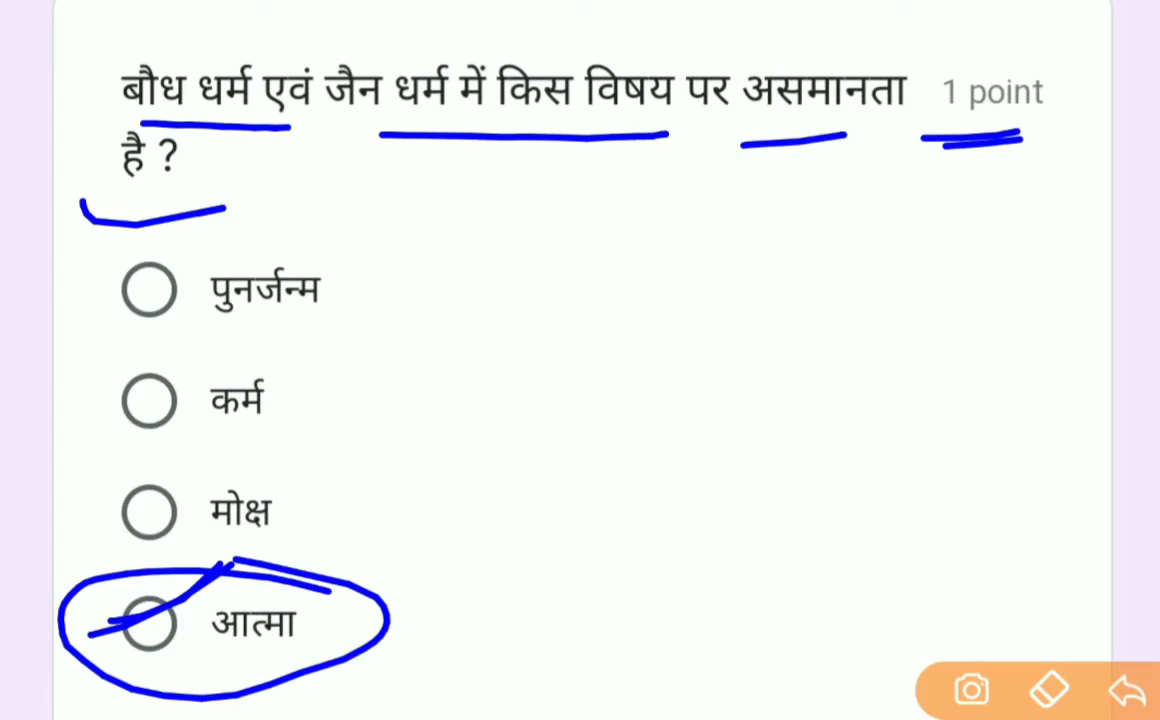 बौध धर्म एवं जैन धर्म में किस विषय पर असमानता 1 point
है ?
पुनर्जन्म
कर्म
मोक्ष
आत्मा